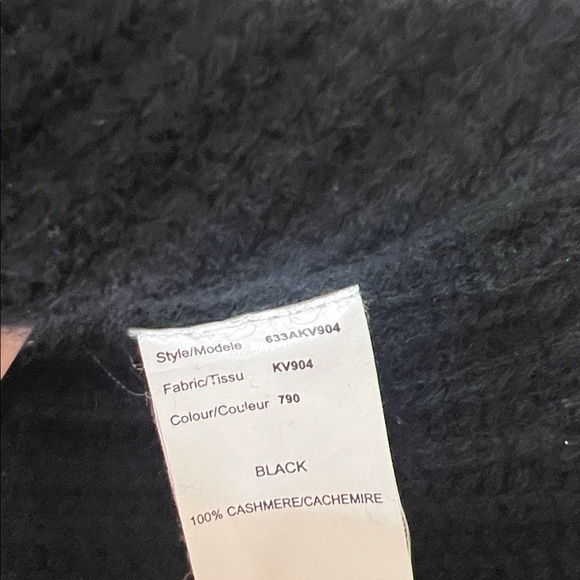 Style/Modele 633AKV904
Fabric/Tissu KV904
Colour/Couleur 790
BLACK
100% CASHMERE/CACHEMIRE